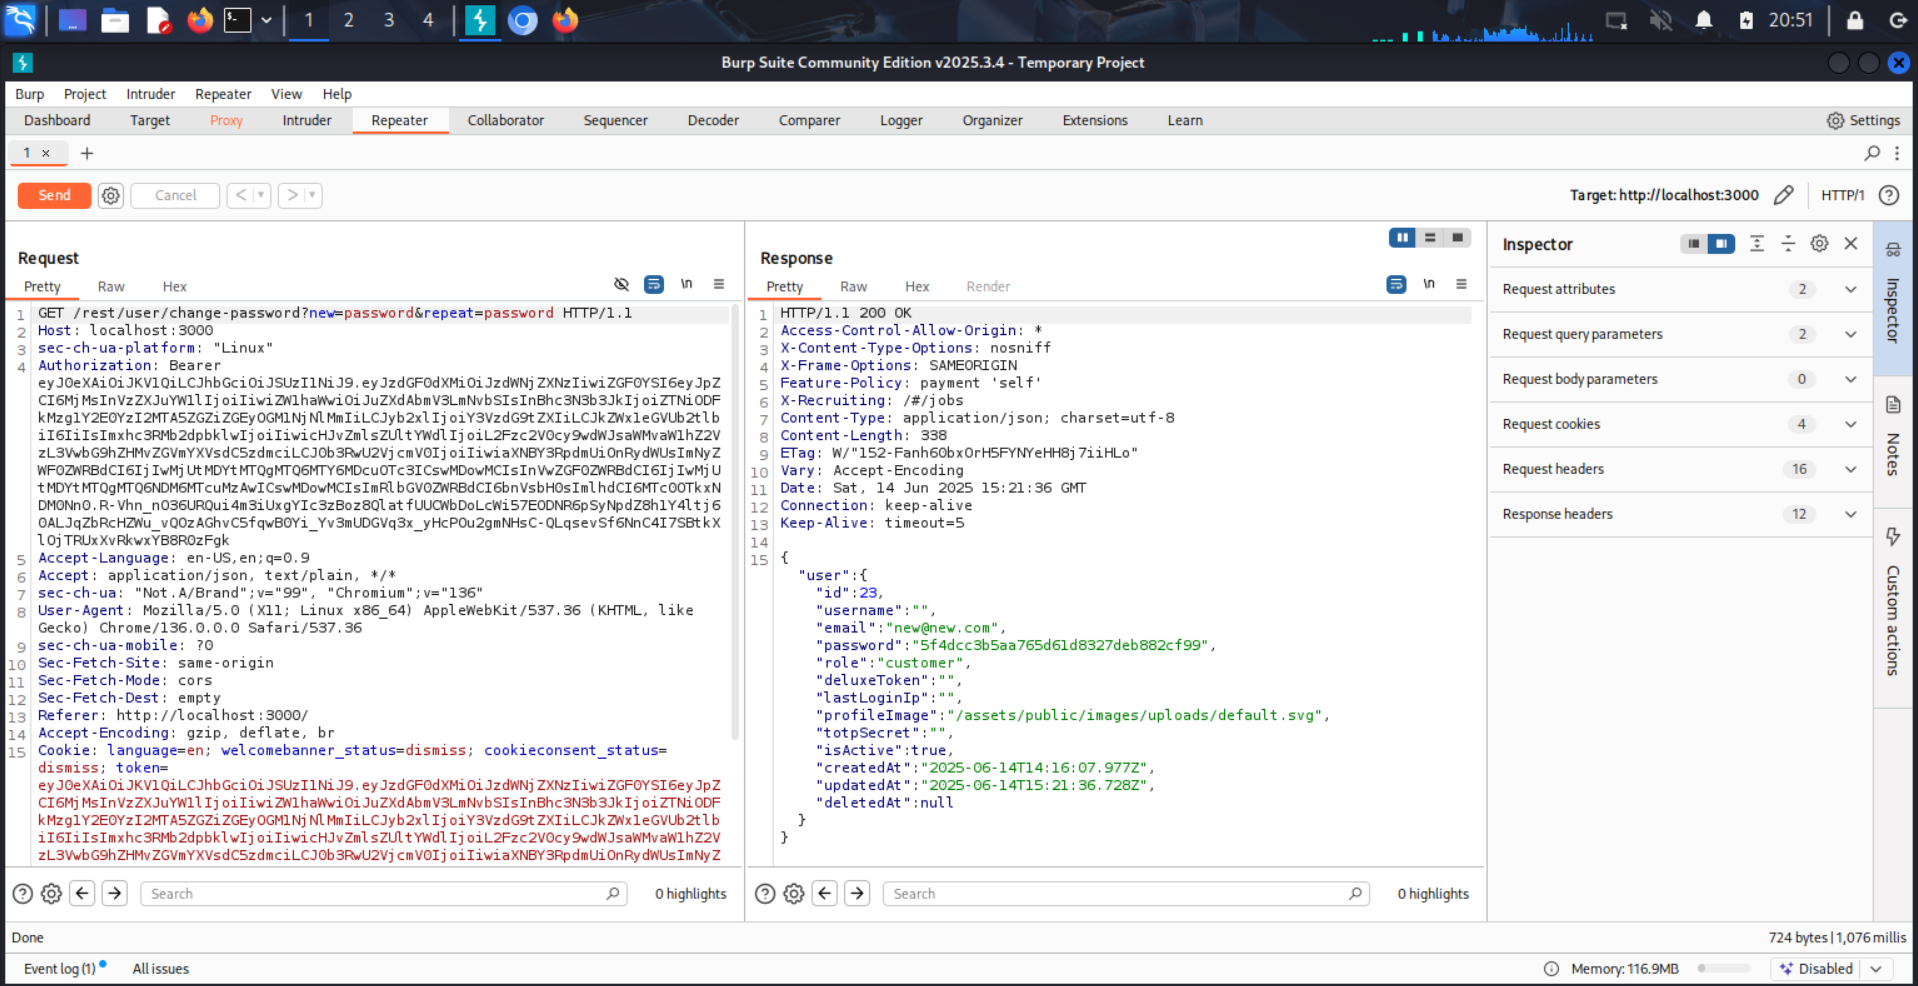 1 2 3 4 20:51
Burp Suite Community Edition v2025.3.4 - Temporary Project
Burp Project Intruder Repeater View Help
Dashboard Target Proxy Intruder Repeater Collaborator Sequencer Decoder Comparer Logger Organizer Extensions Learn Settings
1 × +
Send Cancel < > Target: http://localhost:3000 HTTP/1
Request
Pretty Raw Hex \n
1 GET /rest/user/change-password?new=password&repeat=password HTTP/1.1
2 Host: localhost:3000
3 sec-ch-ua-platform: "Linux"
4 Authorization: Bearer
5 Accept-Language: en-US,en;q=0.9
6 Accept: application/json, text/plain, */*
7 sec-ch-ua: "Not.A/Brand";v="99", "Chromium";v="136"
8 User-Agent: Mozilla/5.0 (X11; Linux x86_64) AppleWebKit/537.36 (KHTML, like
Gecko) Chrome/136.0.0.0 Safari/537.36
9 sec-ch-ua-mobile: ?0
10 Sec-Fetch-Site: same-origin
11 Sec-Fetch-Mode: cors
12 Sec-Fetch-Dest: empty
13 Referer: http://localhost:3000/
14 Accept-Encoding: gzip, deflate, br
15 Cookie: language=en; welcomebanner_status=dismiss; cookieconsent_status=
dismiss; token=
Search 0 highlights
Response
Pretty Raw Hex Render \n
1 HTTP/1.1 200 OK
2 Access-Control-Allow-Origin: *
3 X-Content-Type-Options: nosniff
4 X-Frame-Options: SAMEORIGIN
5 Feature-Policy: payment 'self'
6 X-Recruiting: /#/jobs
7 Content-Type: application/json; charset=utf-8
8 Content-Length: 338
9 ETag: W/"152-Fanh60bxOrH5FYNYeHH8j7iiHLo"
10 Vary: Accept-Encoding
11 Date: Sat, 14 Jun 2025 15:21:36 GMT
12 Connection: keep-alive
13 Keep-Alive: timeout=5
14
15 {
"user":{
"id":23,
"username":"",
"email":"new@new.com",
"password":"5f4dcc3b5aa765d61d8327deb882cf99",
"role":"customer",
"deluxeToken":"",
"lastLoginIp":"",
"profileImage":"/assets/public/images/uploads/default.svg",
"totpSecret":"",
"isActive":true,
"createdAt":"2025-06-14T14:16:07.977Z",
"updatedAt":"2025-06-14T15:21:36.728Z",
"deletedAt":null
}
}
Search 0 highlights
Inspector
Request attributes 2
Request query parameters 2
Request body parameters 0
Request cookies 4
Request headers 16
Response headers 12
Inspector
Notes
Custom actions
Done 724 bytes | 1,076 millis
Event log (1) All issues Memory: 116.9MB Disabled